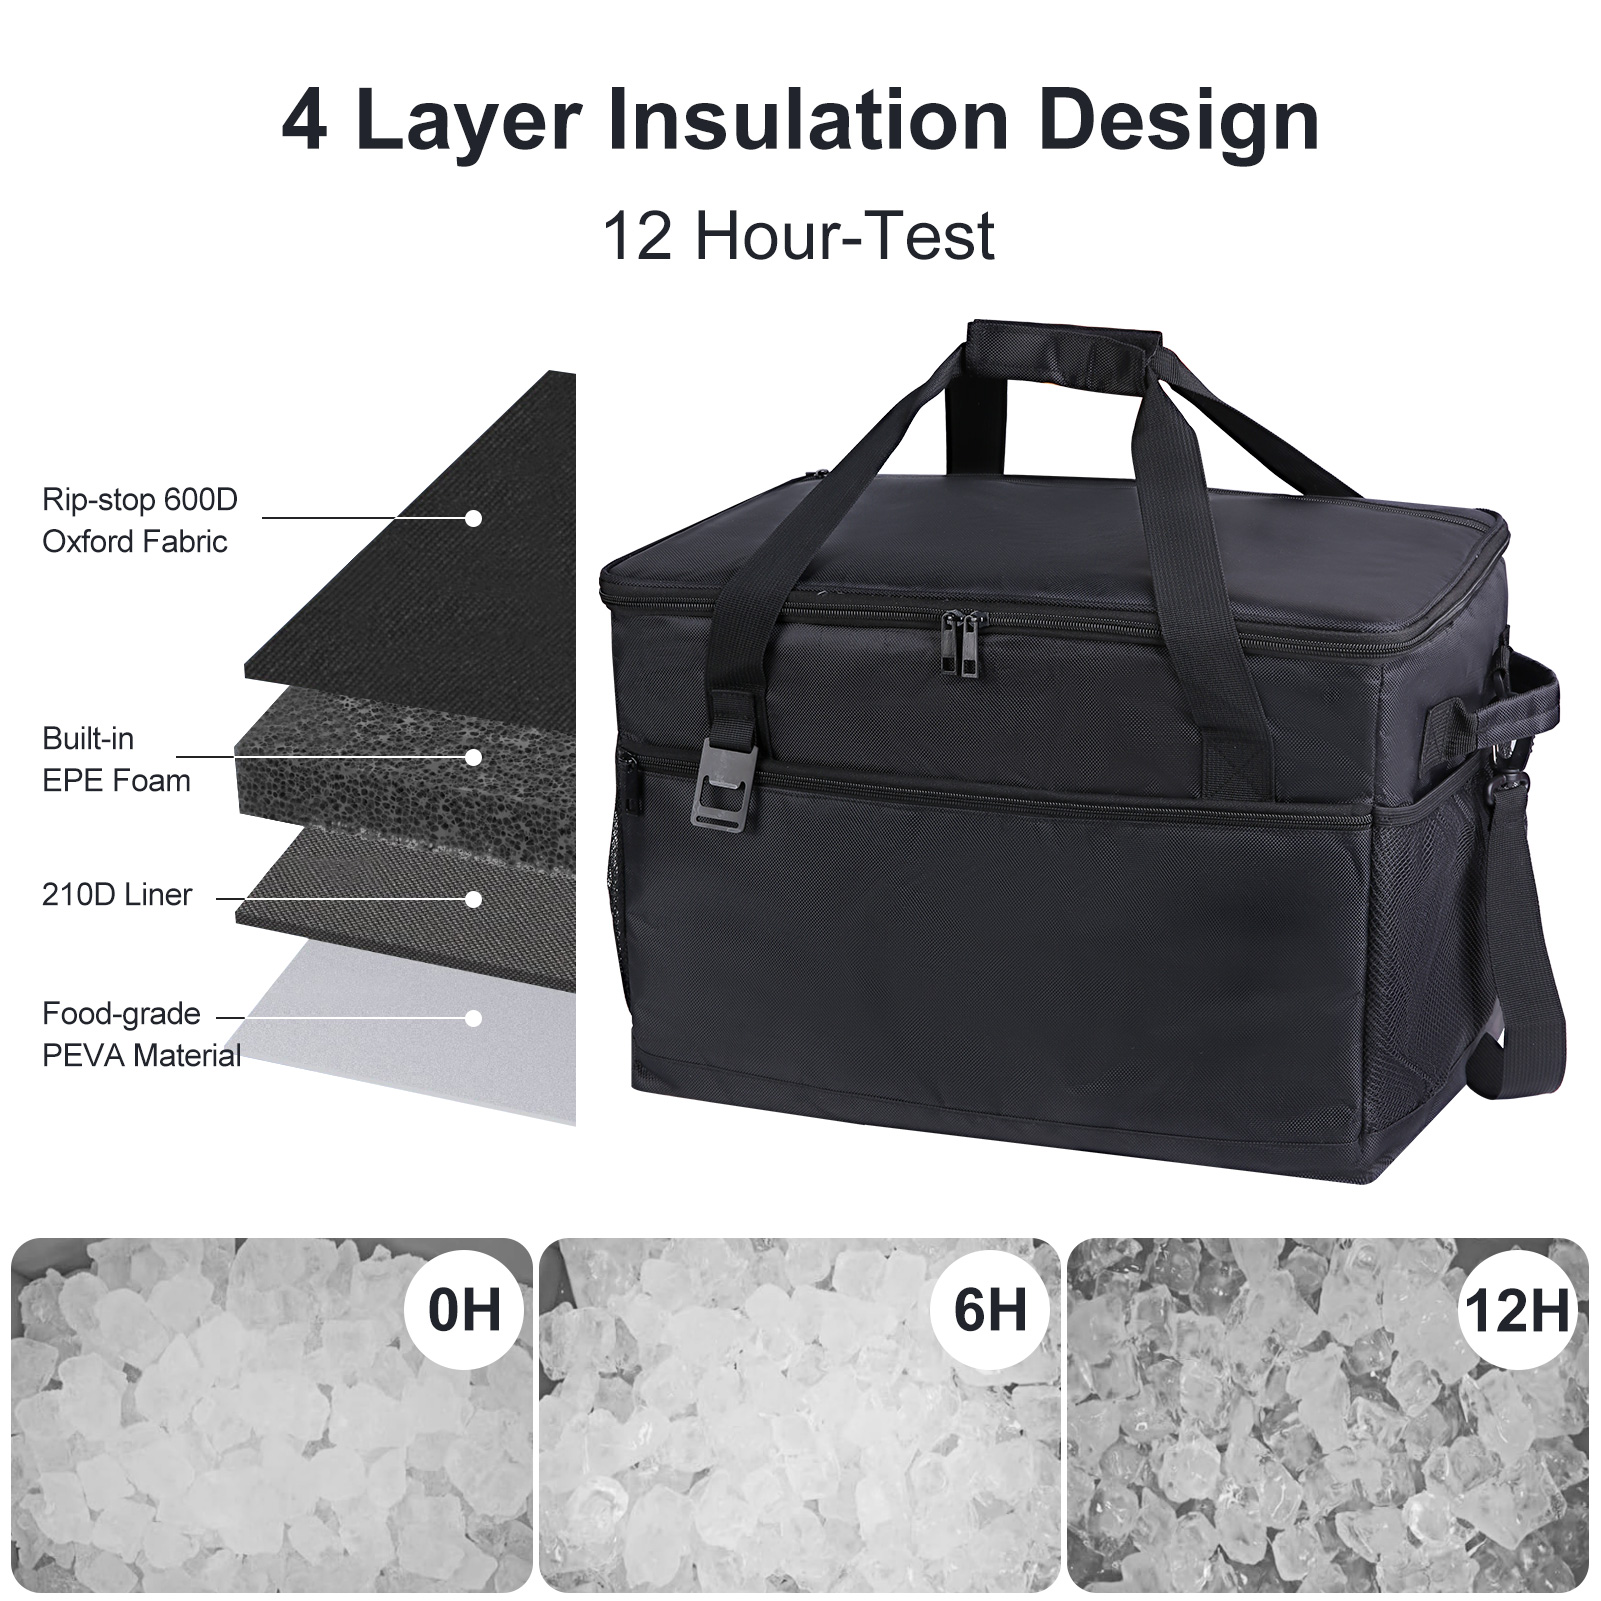 4 Layer Insulation Design
12 Hour-Test
Rip-stop 600D
Oxford Fabric
Built-in
EPE Foam
210D Liner
Food-grade
PEVA Material
0H
6H
12H